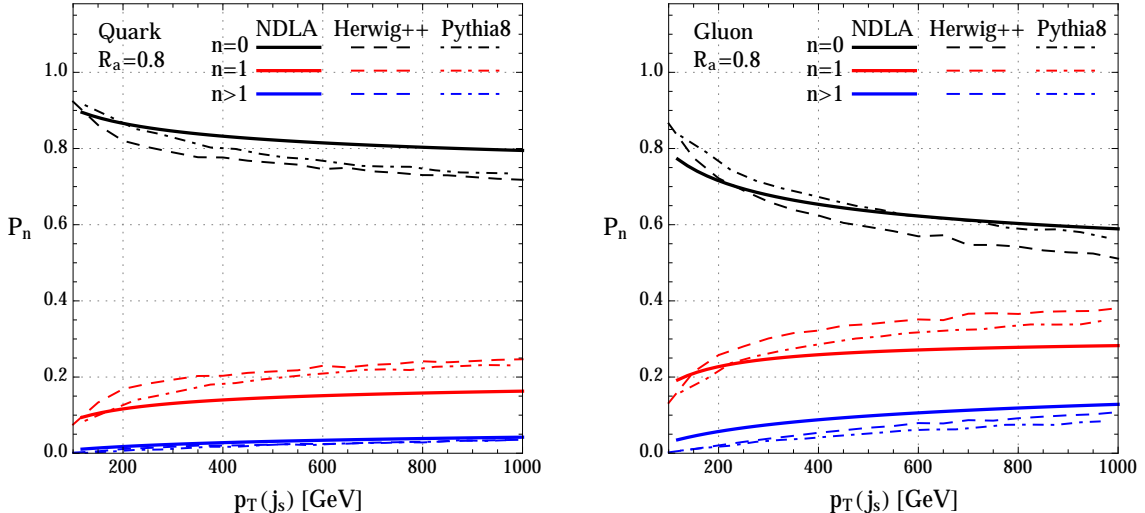 Quark NDLA Herwig++ Pythia8
R_a=0.8 n=0
n=1
n>1
1.0
0.8
0.6
P_n
0.4
0.2
0.0
200 400 600 800 1000
p_T(j_s) [GeV]
Gluon NDLA Herwig++ Pythia8
R_a=0.8 n=0
n=1
n>1
1.0
0.8
0.6
P_n
0.4
0.2
0.0
200 400 600 800 1000
p_T(j_s) [GeV]